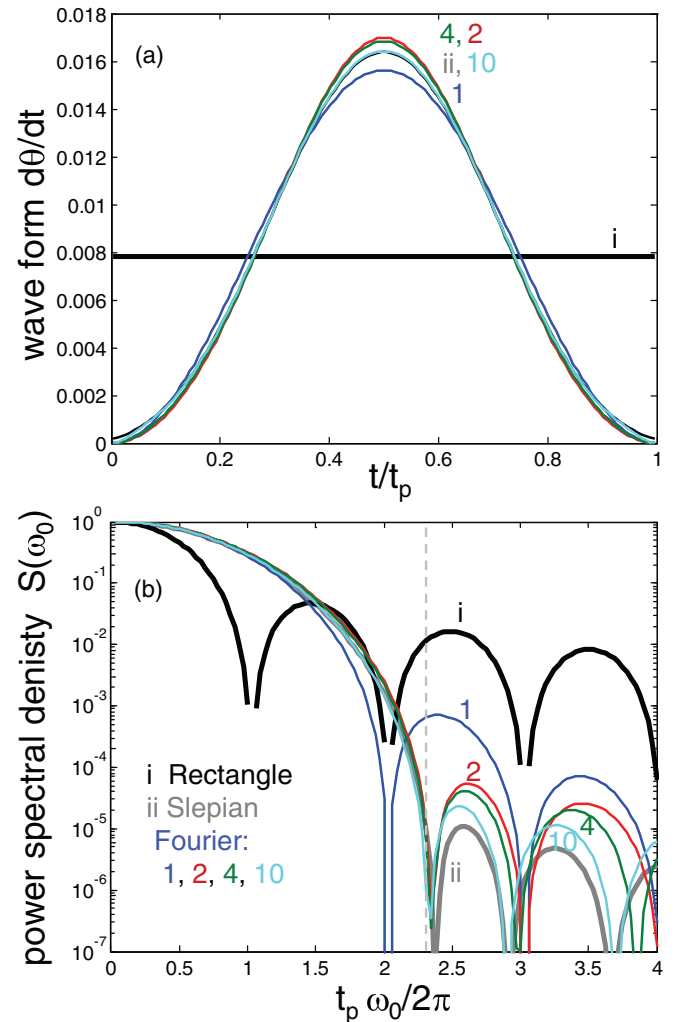 (a)
4, 2
ii, 10
1
i
0.018
0.016
0.014
0.012
0.01
0.008
0.006
0.004
0.002
0
0 0.2 0.4 0.6 0.8 1
wave form dθ/dt
t/tp
(b)
i
1
2
4
10
ii
i Rectangle
ii Slepian
Fourier:
1, 2, 4, 10
10^0
10^-1
10^-2
10^-3
10^-4
10^-5
10^-6
10^-7
0 0.5 1 1.5 2 2.5 3 3.5 4
power spectral denisty S(ω0)
tp ω0/2π